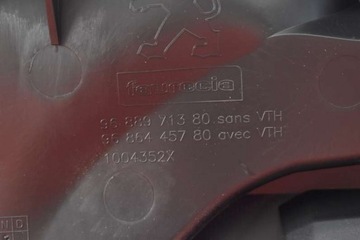 faurecia
96 889 713 80 sans VTH
96 864 457 80 avec VTH
1004352X